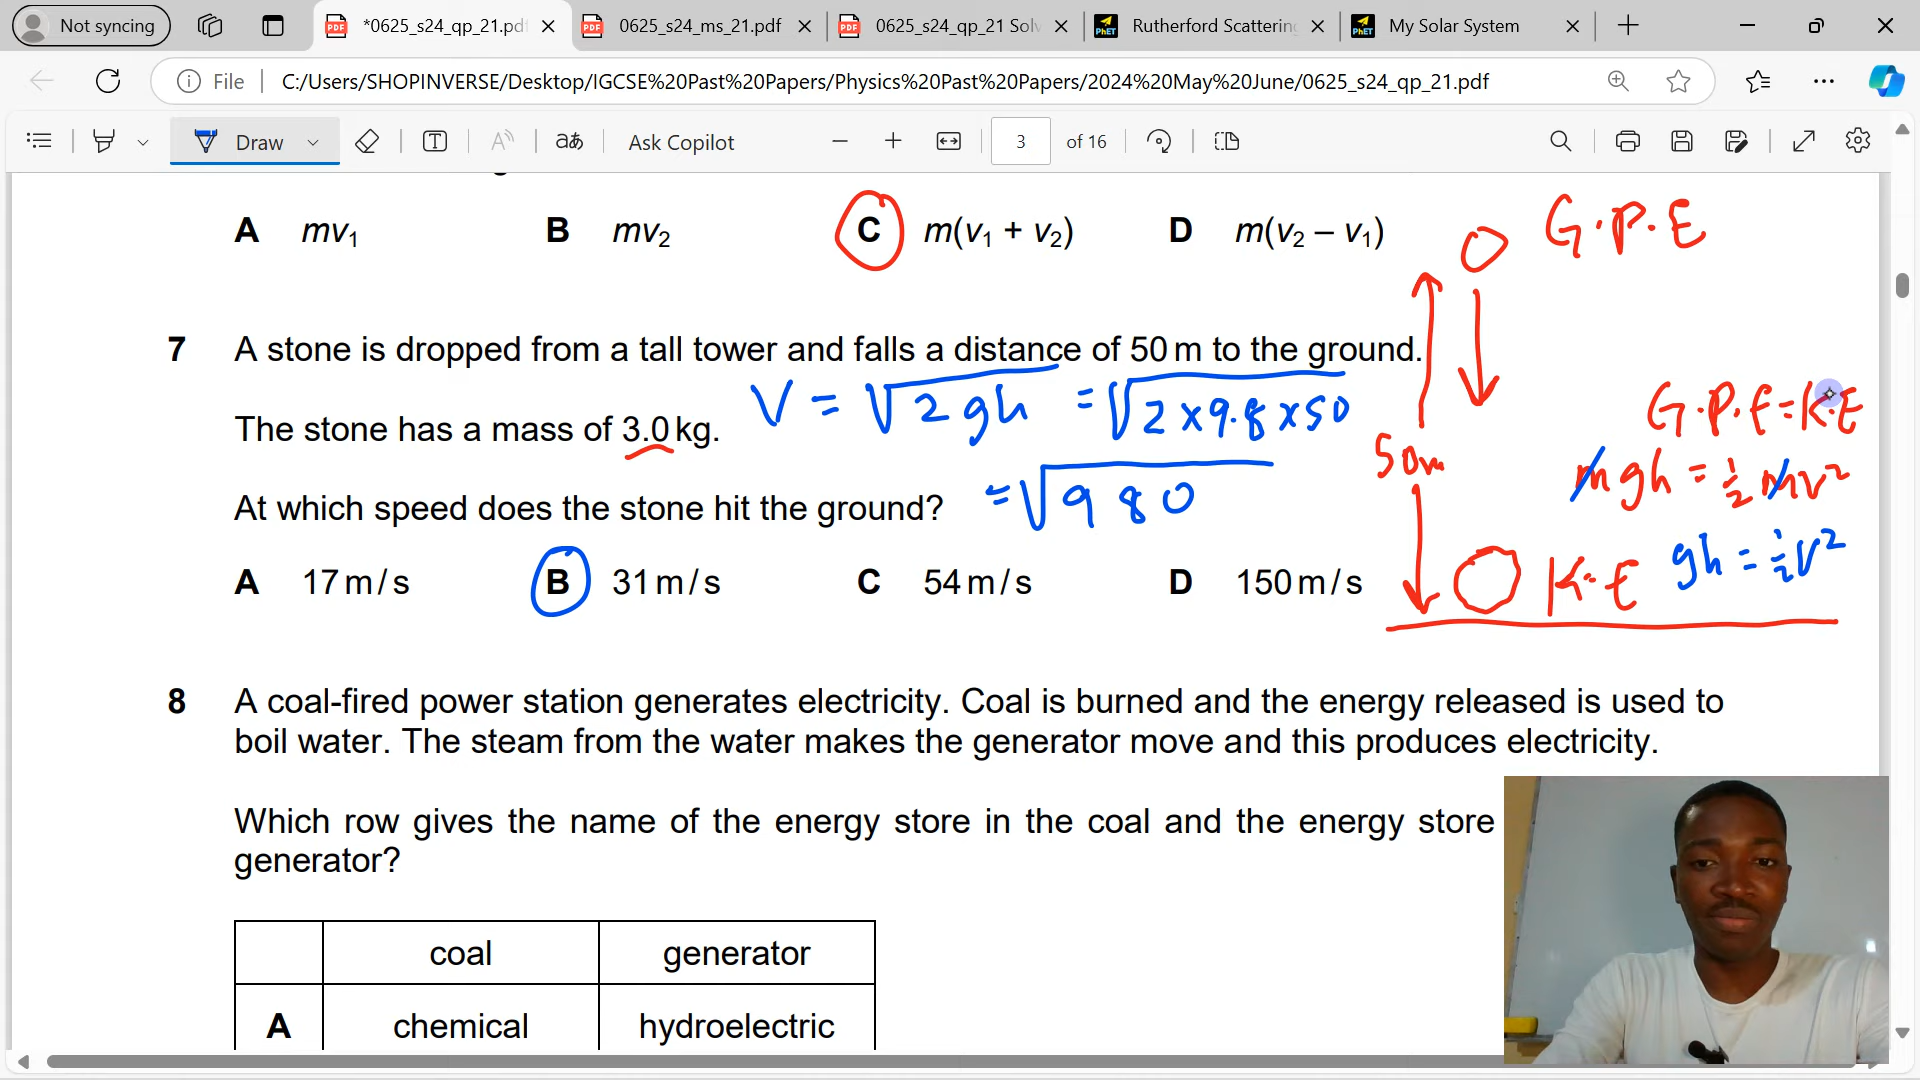 Not syncing
*0625_s24_qp_21.pdf
0625_s24_ms_21.pdf
0625_s24_qp_21 Solv
Rutherford Scattering
My Solar System
File C:/Users/SHOPINVERSE/Desktop/IGCSE%20Past%20Papers/Physics%20Past%20Papers/2024%20May%20June/0625_s24_qp_21.pdf
Draw
Ask Copilot
3 of 16
A mv₁ B mv₂ C m(v₁ + v₂) D m(v₂ – v₁)
G.P.E
7 A stone is dropped from a tall tower and falls a distance of 50 m to the ground.
V = √2gh = √2×9.8×50
G.P.E=K.E
The stone has a mass of 3.0 kg.
50m
mgh = ½mv²
= √980
At which speed does the stone hit the ground?
gh = ½V²
A 17 m / s B 31 m / s C 54 m / s D 150 m / s
K.E
8 A coal-fired power station generates electricity. Coal is burned and the energy released is used to
boil water. The steam from the water makes the generator move and this produces electricity.
Which row gives the name of the energy store in the coal and the energy store
generator?
coal generator
A chemical hydroelectric